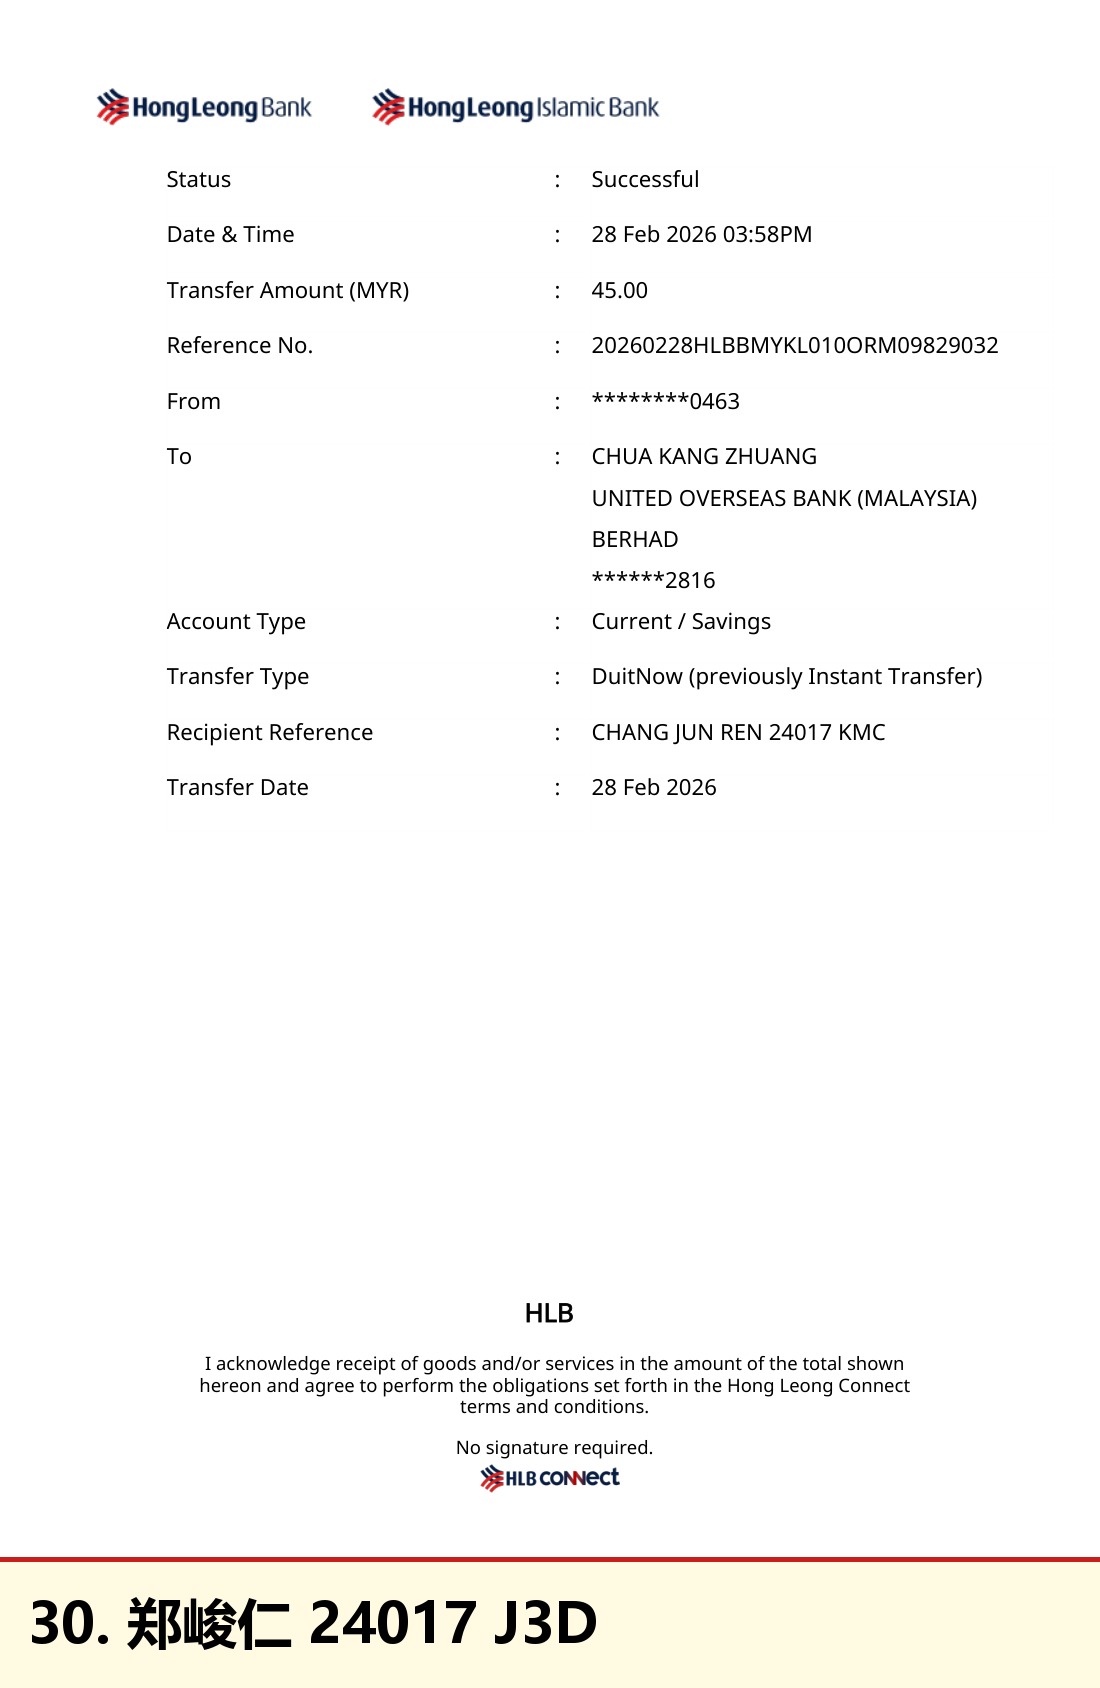 HongLeong Bank HongLeong Islamic Bank
Status : Successful
Date & Time : 28 Feb 2026 03:58PM
Transfer Amount (MYR) : 45.00
Reference No. : 20260228HLBBMYKL010ORM09829032
From : ********0463
To : CHUA KANG ZHUANG
UNITED OVERSEAS BANK (MALAYSIA)
BERHAD
******2816
Account Type : Current / Savings
Transfer Type : DuitNow (previously Instant Transfer)
Recipient Reference : CHANG JUN REN 24017 KMC
Transfer Date : 28 Feb 2026
HLB
I acknowledge receipt of goods and/or services in the amount of the total shown
hereon and agree to perform the obligations set forth in the Hong Leong Connect
terms and conditions.
No signature required.
HLB CONNECT
30. 郑峻仁 24017 J3D